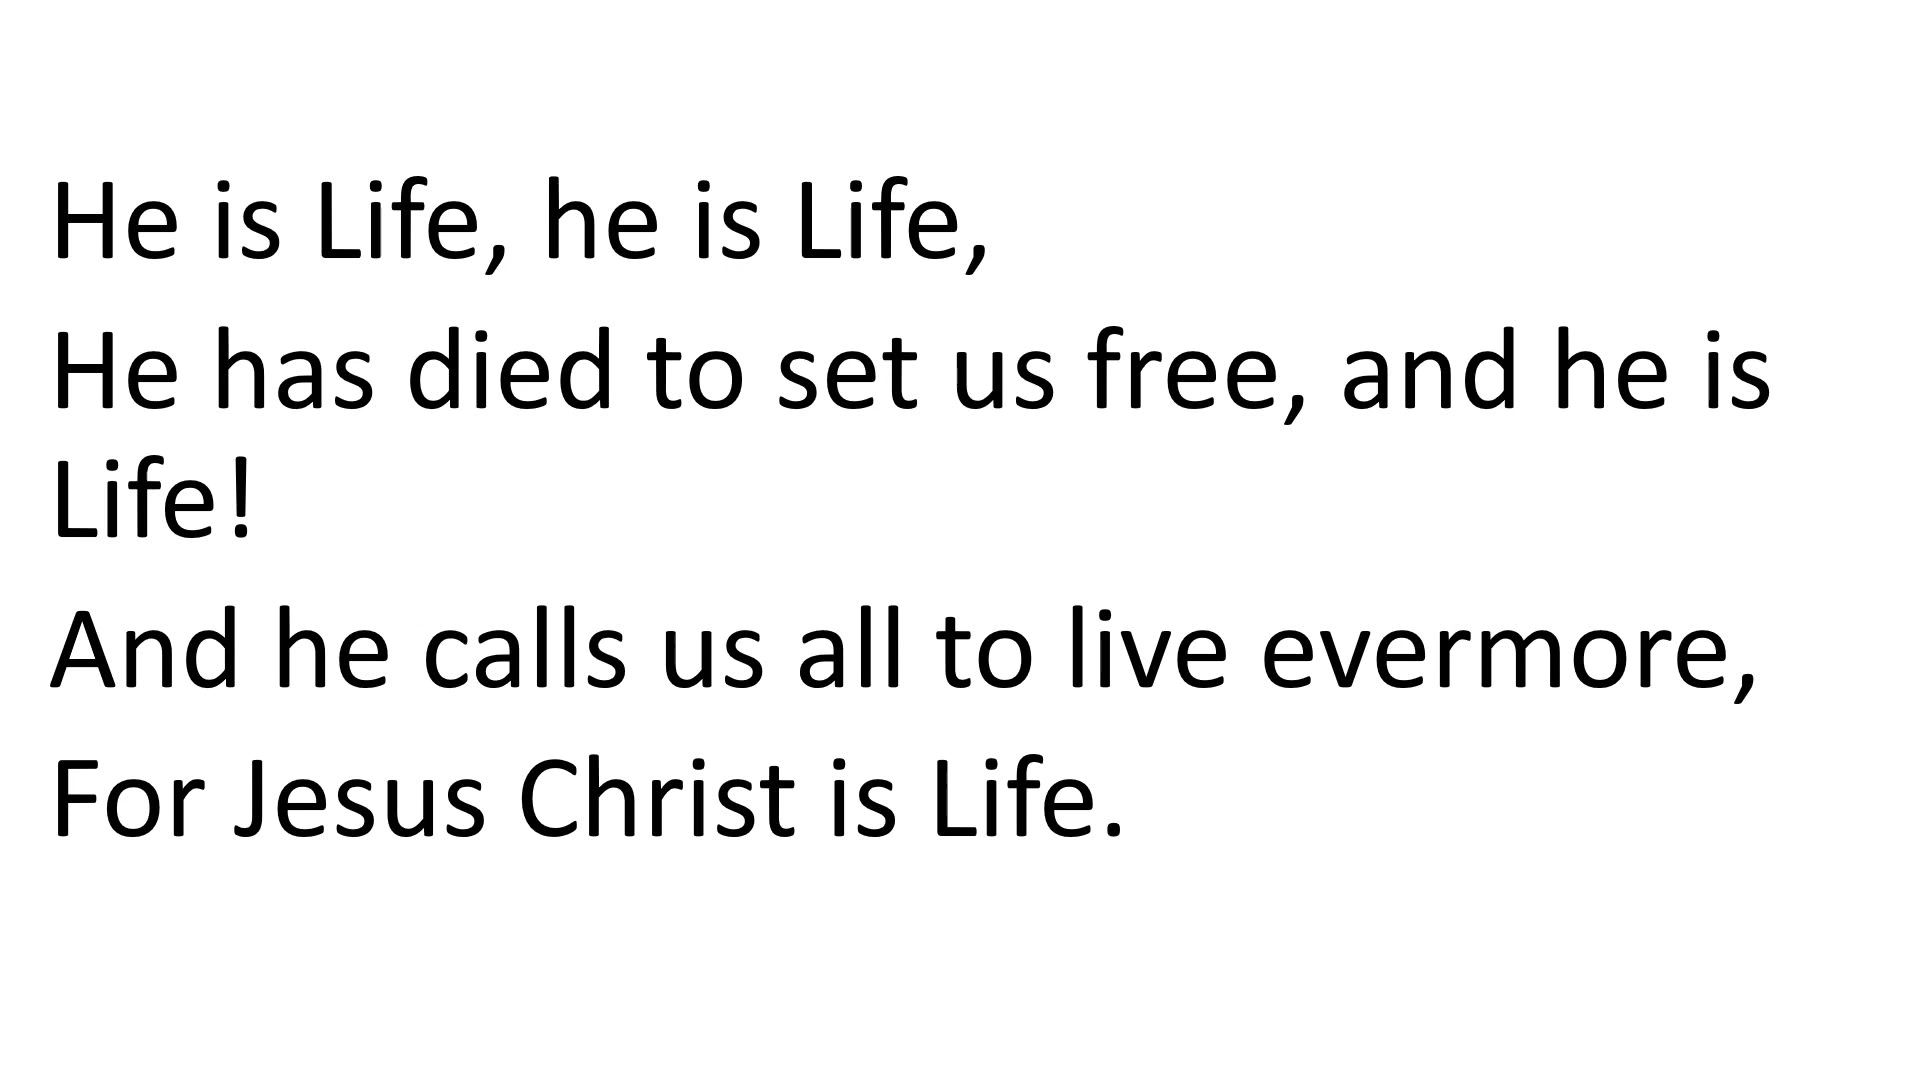 He is Life, he is Life,
He has died to set us free, and he is
Life!
And he calls us all to live evermore,
For Jesus Christ is Life.